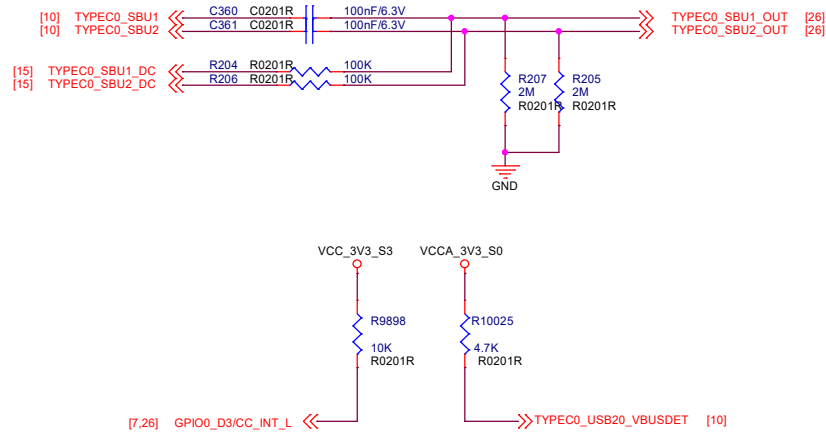 [10] TYPEC0_SBU1 C360 C0201R 100nF/6.3V TYPEC0_SBU1_OUT [26]
[10] TYPEC0_SBU2 C361 C0201R 100nF/6.3V TYPEC0_SBU2_OUT [26]
[15] TYPEC0_SBU1_DC R204 R0201R 100K
[15] TYPEC0_SBU2_DC R206 R0201R 100K
R207 R205
2M 2M
R0201R R0201R
GND
VCC_3V3_S3 VCCA_3V3_S0
R9898 R10025
10K 4.7K
R0201R R0201R
[7,26] GPIO0_D3/CC_INT_L TYPEC0_USB20_VBUSDET [10]